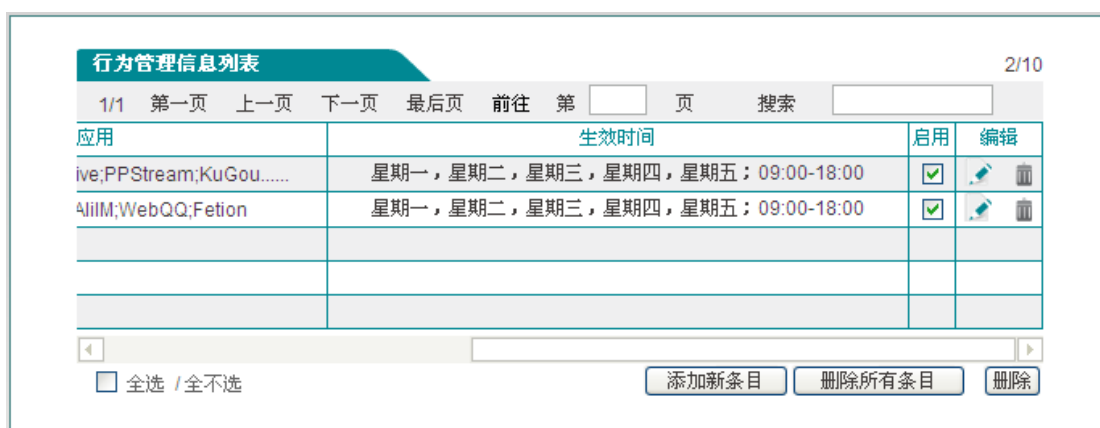 行为管理信息列表 2/10
1/1 第一页 上一页 下一页 最后页 前往 第 页 搜索
应用 生效时间 启用 编辑
ive;PPStream;KuGou...... 星期一，星期二，星期三，星期四，星期五；09:00-18:00
AliIM;WebQQ;Fetion 星期一，星期二，星期三，星期四，星期五；09:00-18:00
全选 / 全不选 添加新条目 删除所有条目 删除